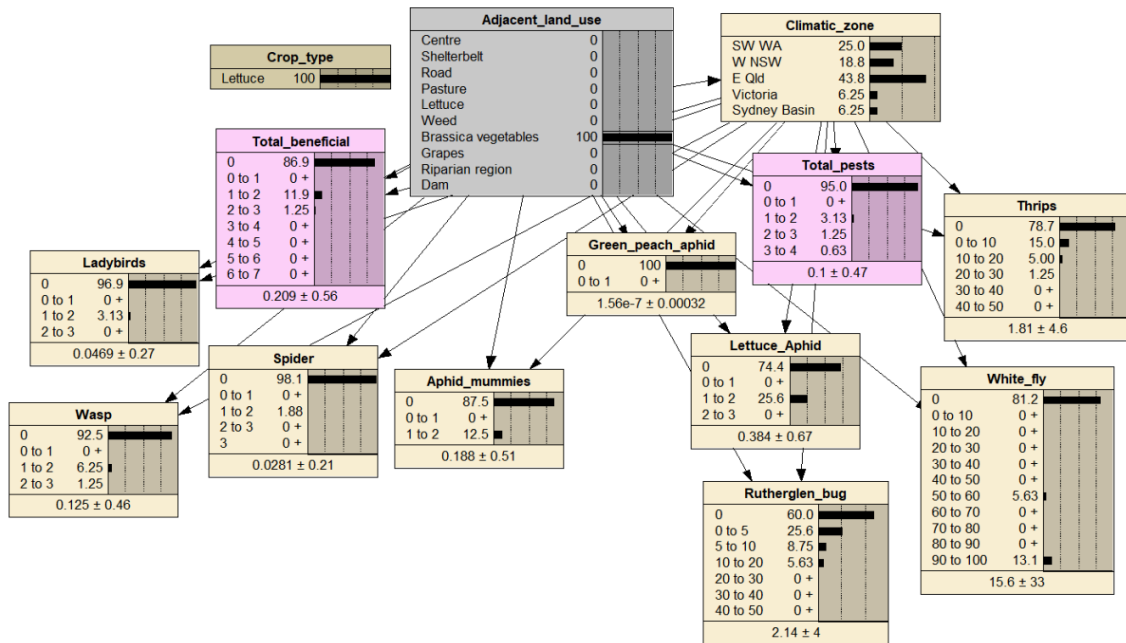 Adjacent_land_use
Centre 0
Shelterbelt 0
Road 0
Pasture 0
Lettuce 0
Weed 0
Brassica vegetables 100
Grapes 0
Riparian region 0
Dam 0
Climatic_zone
SW WA 25.0
W NSW 18.8
E Qld 43.8
Victoria 6.25
Sydney Basin 6.25
Crop_type
Lettuce 100
Total_beneficial
0 86.9
0 to 1 0 +
1 to 2 11.9
2 to 3 1.25
3 to 4 0 +
4 to 5 0 +
5 to 6 0 +
6 to 7 0 +
0.209 ± 0.56
Total_pests
0 95.0
0 to 1 0 +
1 to 2 3.13
2 to 3 1.25
3 to 4 0.63
0.1 ± 0.47
Thrips
0 78.7
0 to 10 15.0
10 to 20 5.00
20 to 30 1.25
30 to 40 0 +
40 to 50 0 +
1.81 ± 4.6
Green_peach_aphid
0 100
0 to 1 0 +
1.56e-7 ± 0.00032
Ladybirds
0 96.9
0 to 1 0 +
1 to 2 3.13
2 to 3 0 +
0.0469 ± 0.27
Lettuce_Aphid
0 74.4
0 to 1 0 +
1 to 2 25.6
2 to 3 0 +
0.384 ± 0.67
Spider
0 98.1
0 to 1 0 +
1 to 2 1.88
2 to 3 0 +
3 0 +
0.0281 ± 0.21
Aphid_mummies
0 87.5
0 to 1 0 +
1 to 2 12.5
0.188 ± 0.51
White_fly
0 81.2
0 to 10 0 +
10 to 20 0 +
20 to 30 0 +
30 to 40 0 +
40 to 50 0 +
50 to 60 5.63
60 to 70 0 +
70 to 80 0 +
80 to 90 0 +
90 to 100 13.1
15.6 ± 33
Wasp
0 92.5
0 to 1 0 +
1 to 2 6.25
2 to 3 1.25
0.125 ± 0.46
Rutherglen_bug
0 60.0
0 to 5 25.6
5 to 10 8.75
10 to 20 5.63
20 to 30 0 +
30 to 40 0 +
40 to 50 0 +
2.14 ± 4